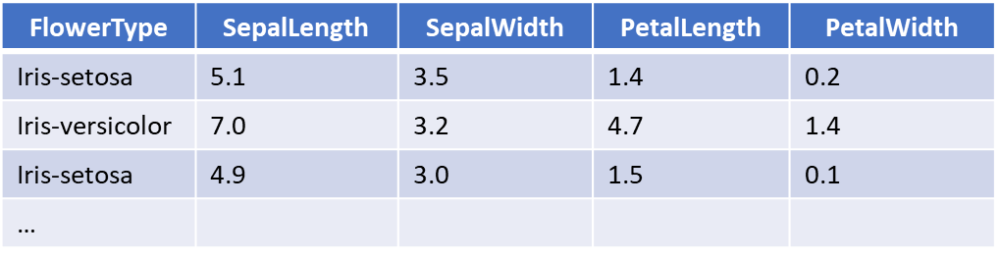 FlowerType SepalLength SepalWidth PetalLength PetalWidth
Iris-setosa 5.1 3.5 1.4 0.2
Iris-versicolor 7.0 3.2 4.7 1.4
Iris-setosa 4.9 3.0 1.5 0.1
...